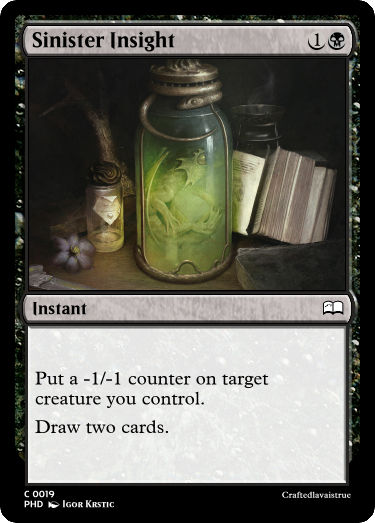 Sinister Insight 1
Instant
Put a -1/-1 counter on target
creature you control.
Draw two cards.
C 0019
PHD Igor Krstic
Craftedlavaistrue